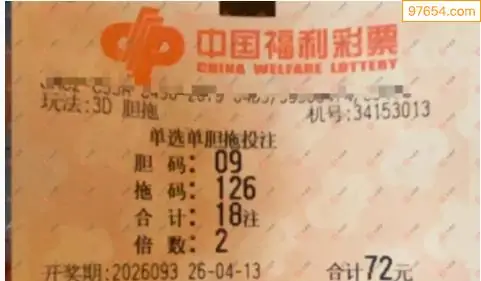 97654.com
中国福利彩票
CHINA WELFARE LOTTERY
玩法:3D 胆拖 机号:34153013
单选单胆拖投注
胆 码: 09
拖 码: 126
合 计: 18注
倍 数: 2
开奖期:2026093 26-04-13 合计72元